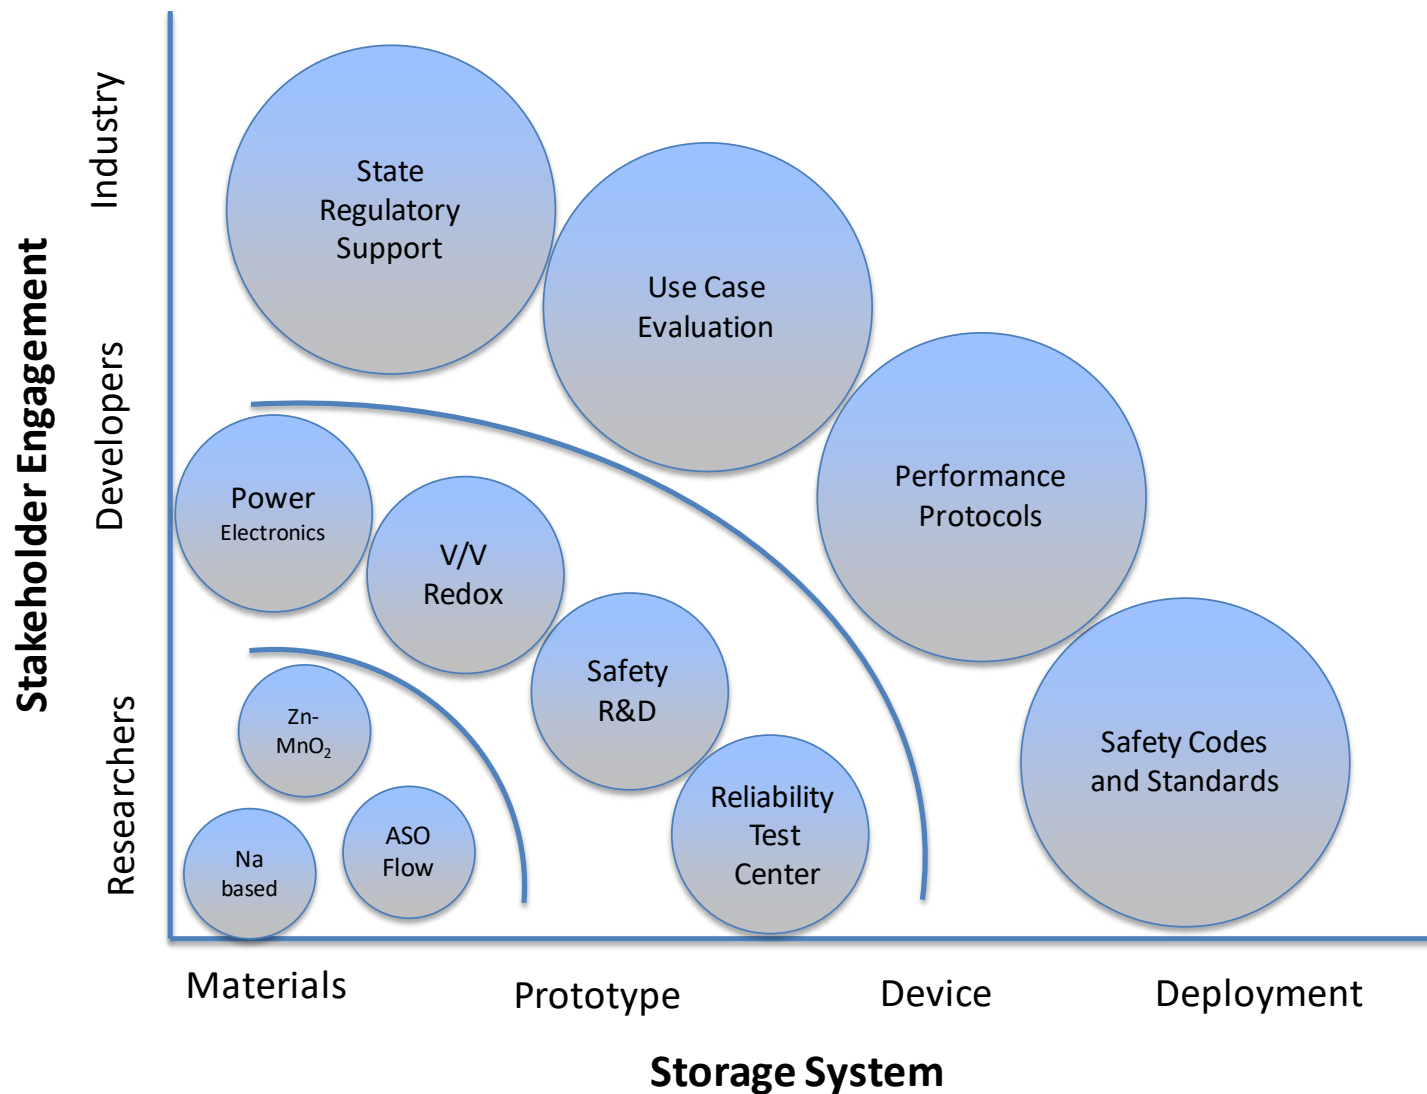 Stakeholder Engagement
Industry
Developers
Researchers
State
Regulatory
Support
Use Case
Evaluation
Performance
Protocols
Safety Codes
and Standards
Power
Electronics
V/V
Redox
Safety
R&D
Reliability
Test
Center
Zn-
MnO₂
ASO
Flow
Na
based
Materials
Prototype
Device
Deployment
Storage System